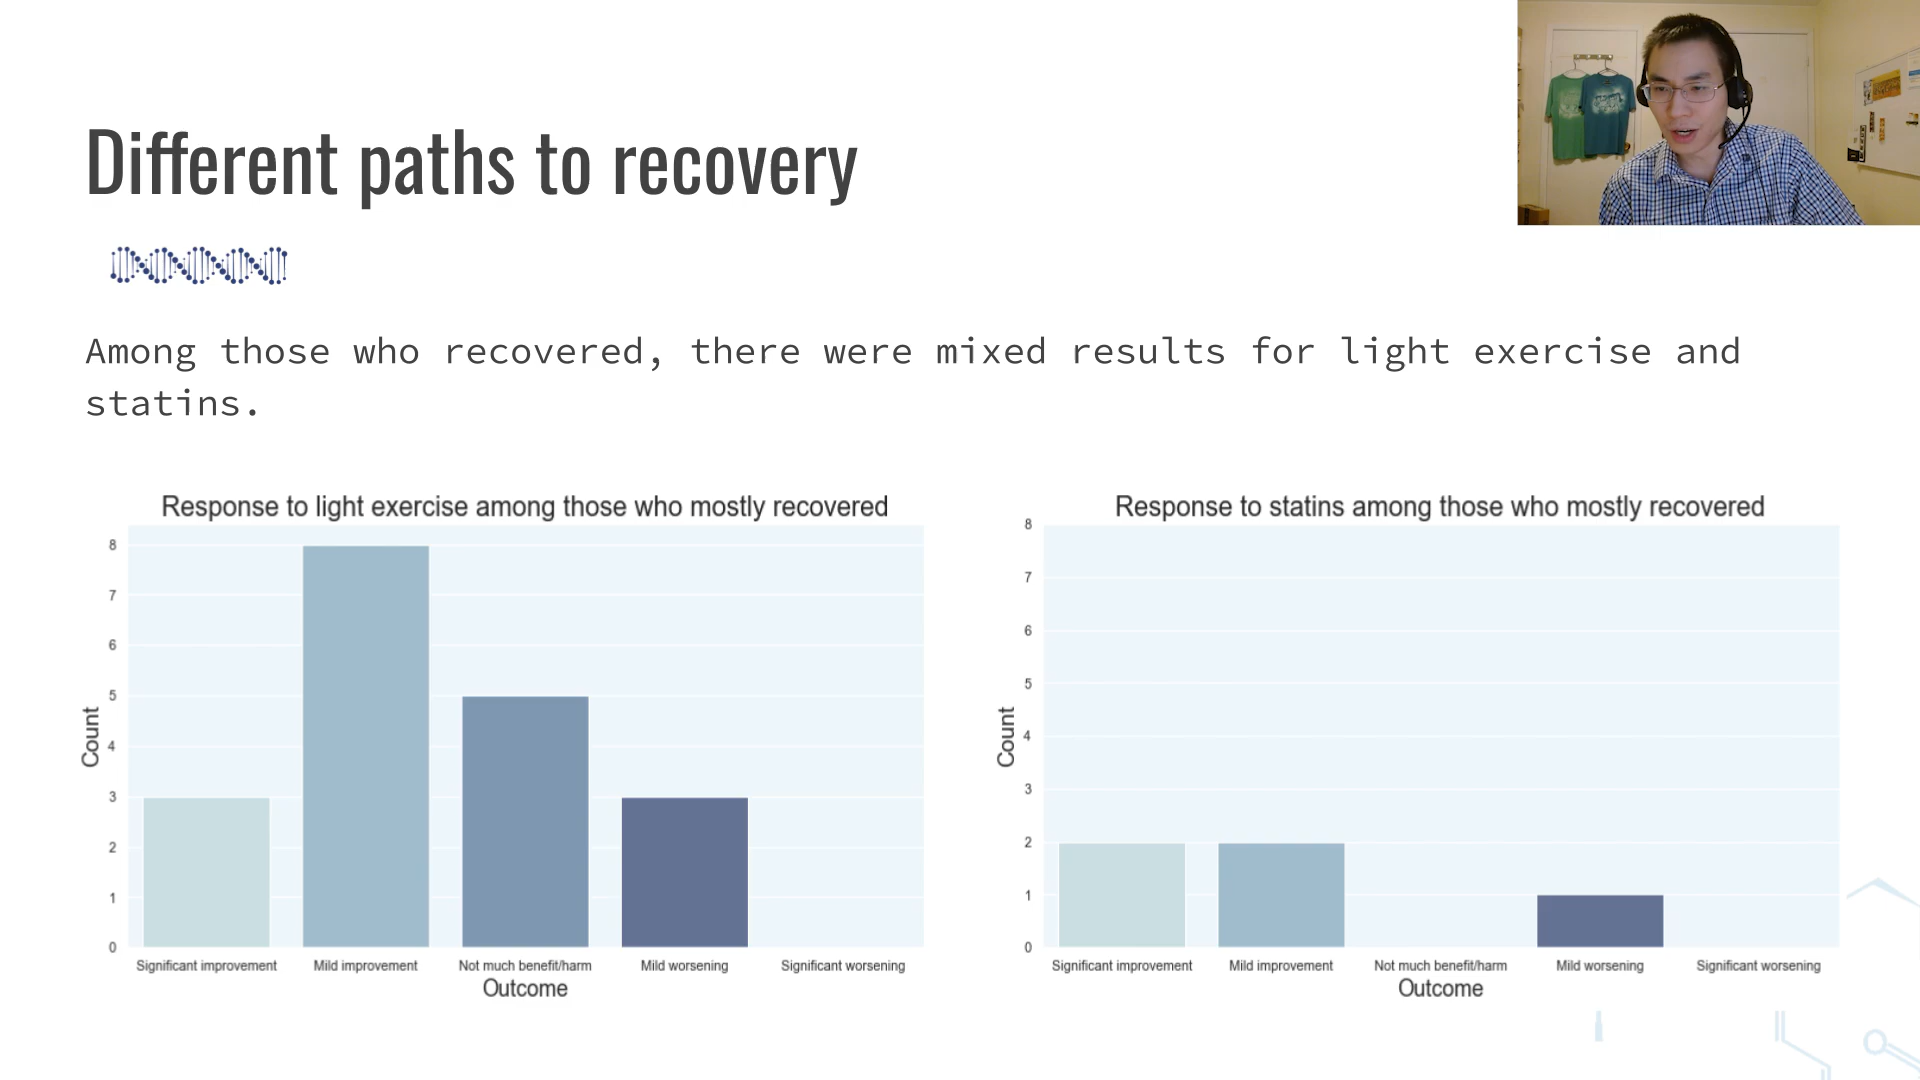 Different paths to recovery
Among those who recovered, there were mixed results for light exercise and
statins.
Response to light exercise among those who mostly recovered
8
7
6
5
4
3
2
1
0
Count
Significant improvement
Mild improvement
Not much benefit/harm
Mild worsening
Significant worsening
Outcome
Response to statins among those who mostly recovered
8
7
6
5
4
3
2
1
0
Count
Significant improvement
Mild improvement
Not much benefit/harm
Mild worsening
Significant worsening
Outcome